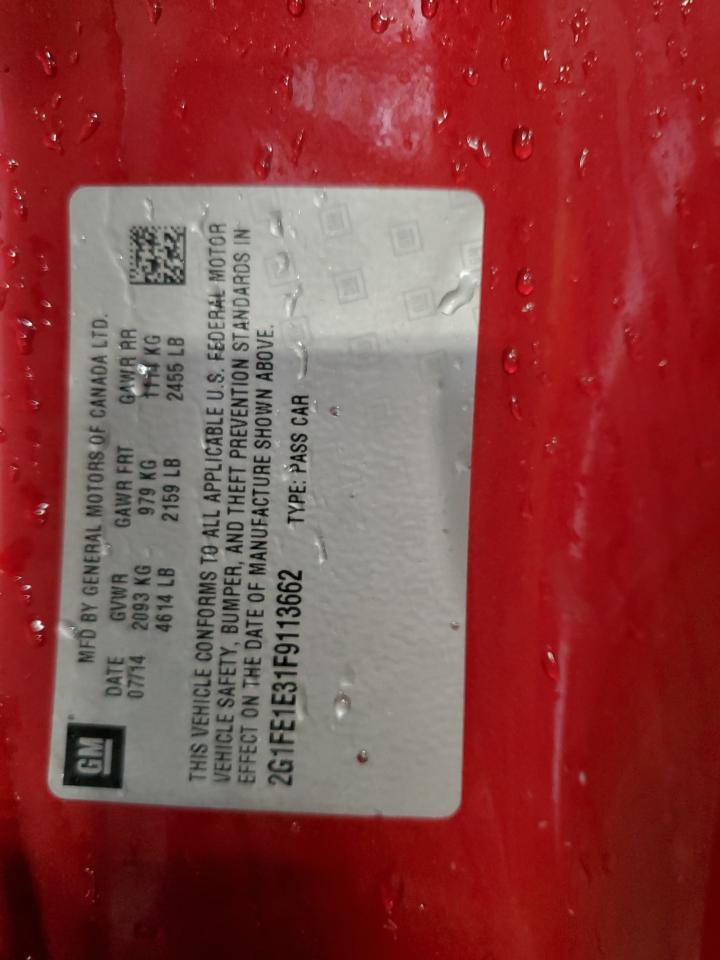 GM
MFD BY GENERAL MOTORS OF CANADA LTD.
DATE GVWR GAWR FRT GAWR RR
07/14 2093 KG 979 KG 1114 KG
4614 LB 2159 LB 2455 LB
THIS VEHICLE CONFORMS TO ALL APPLICABLE U.S. FEDERAL MOTOR
VEHICLE SAFETY, BUMPER, AND THEFT PREVENTION STANDARDS IN
EFFECT ON THE DATE OF MANUFACTURE SHOWN ABOVE.
2G1FE1E31F9113662 TYPE: PASS CAR